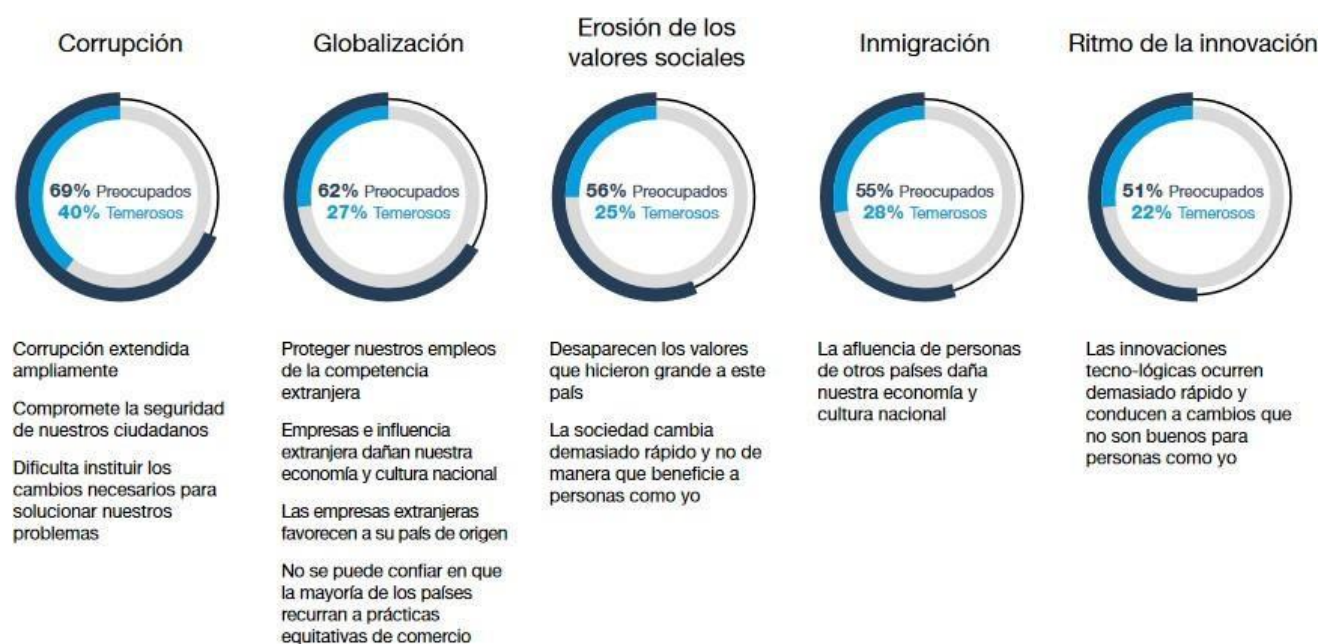 Corrupción
69% Preocupados
40% Temerosos
Corrupción extendida
ampliamente
Compromete la seguridad
de nuestros ciudadanos
Dificulta instituir los
cambios necesarios para
solucionar nuestros
problemas
Globalización
62% Preocupados
27% Temerosos
Proteger nuestros empleos
de la competencia
extranjera
Empresas e influencia
extranjera dañan nuestra
economía y cultura nacional
Las empresas extranjeras
favorecen a su país de origen
No se puede confiar en que
la mayoría de los países
recurran a prácticas
equitativas de comercio
Erosión de los
valores sociales
56% Preocupados
25% Temerosos
Desaparecen los valores
que hicieron grande a este
país
La sociedad cambia
demasiado rápido y no de
manera que beneficie a
personas como yo
Inmigración
55% Preocupados
28% Temerosos
La afluencia de personas
de otros países daña
nuestra economía y
cultura nacional
Ritmo de la innovación
51% Preocupados
22% Temerosos
Las innovaciones
tecno-lógicas ocurren
demasiado rápido y
conducen a cambios que
no son buenos para
personas como yo